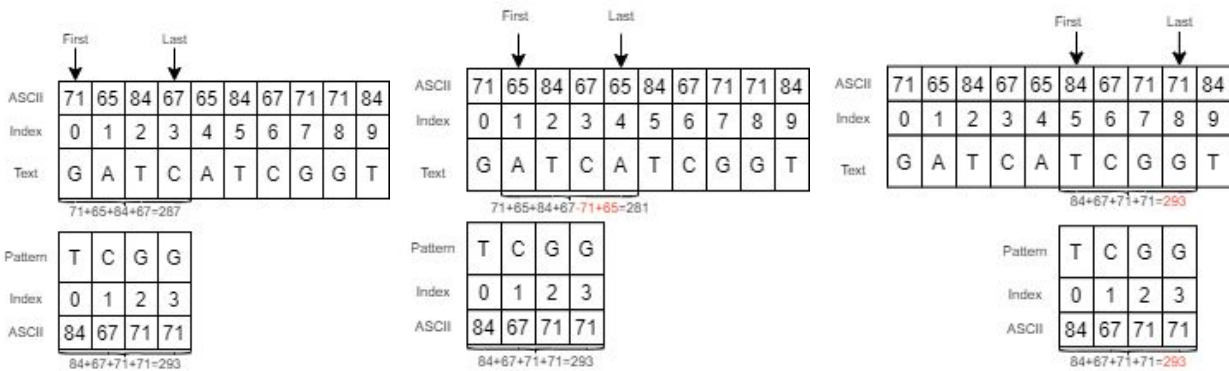 First Last
ASCII 71 65 84 67 65 84 67 71 71 84
Index 0 1 2 3 4 5 6 7 8 9
Text G A T C A T C G G T
71+65+84+67=287
Pattern T C G G
Index 0 1 2 3
ASCII 84 67 71 71
84+67+71+71=293
First Last
ASCII 71 65 84 67 65 84 67 71 71 84
Index 0 1 2 3 4 5 6 7 8 9
Text G A T C A T C G G T
71+65+84+67-71+65=281
Pattern T C G G
Index 0 1 2 3
ASCII 84 67 71 71
84+67+71+71=293
First Last
ASCII 71 65 84 67 65 84 67 71 71 84
Index 0 1 2 3 4 5 6 7 8 9
Text G A T C A T C G G T
84+67+71+71=293
Pattern T C G G
Index 0 1 2 3
ASCII 84 67 71 71
84+67+71+71=293